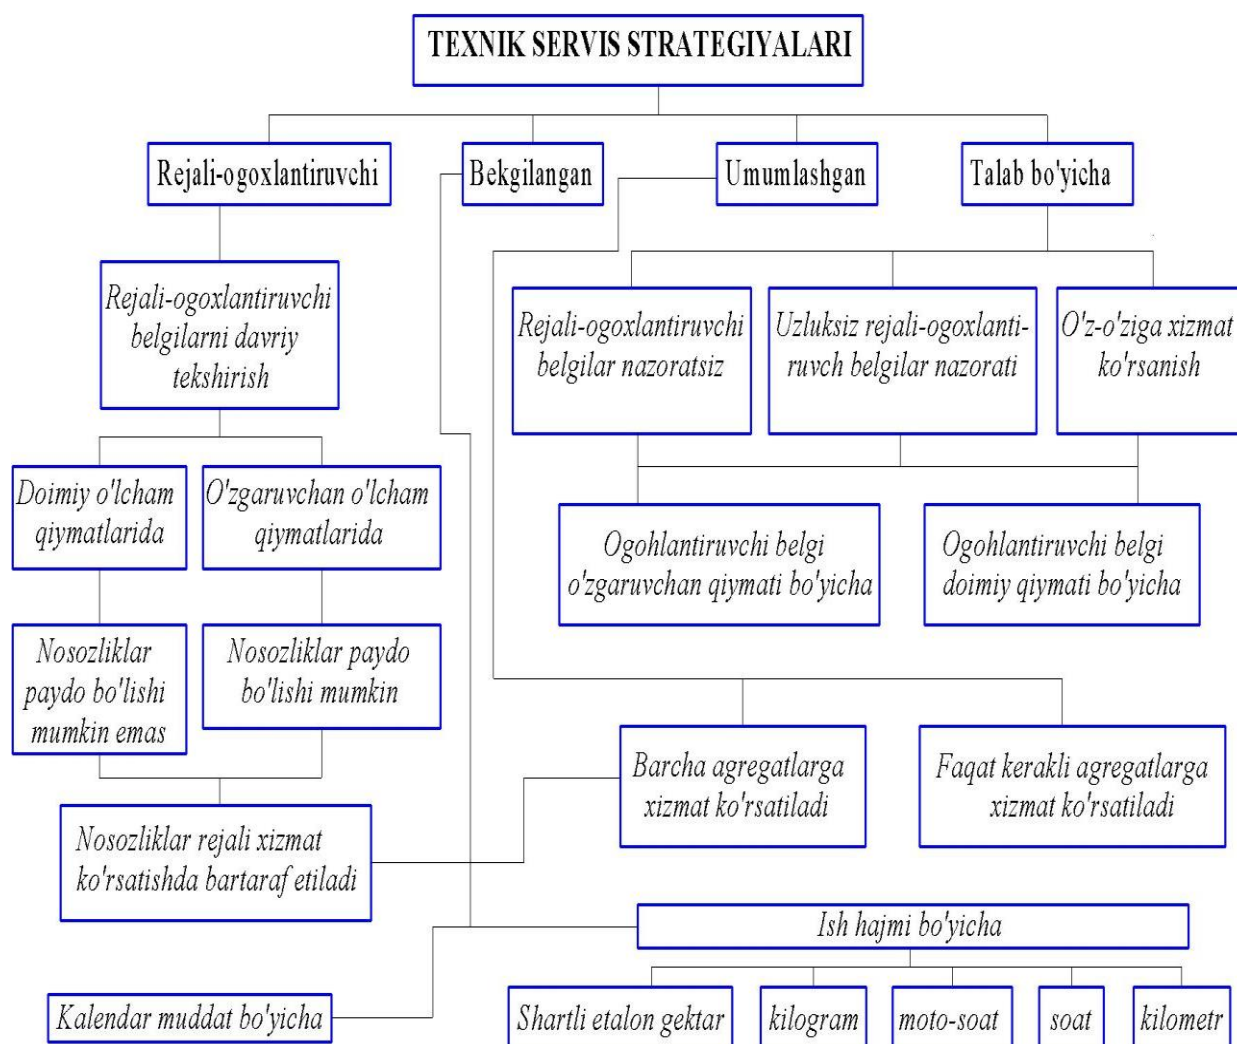 TEXNIK SERVIS STRATEGIYALARI
Rejali-ogoxlantiruvchi
Bekgilangan
Umumlashgan
Talab bo'yicha
Rejali-ogoxlantiruvchi
belgilarni davriy
tekshirish
Rejali-ogoxlantiruvchi
belgilar nazoratsiz
Uzluksiz rejali-ogoxlanti-
ruvch belgilar nazorati
O'z-o'ziga xizmat
ko'rsanish
Doimiy o'lcham
qiymatlarida
O'zgaruvchan o'lcham
qiymatlarida
Ogohlantiruvchi belgi
o'zgaruvchan qiymati bo'yicha
Ogohlantiruvchi belgi
doimiy qiymati bo'yicha
Nosozliklar
paydo bo'lishi
mumkin emas
Nosozliklar paydo
bo'lishi mumkin
Barcha agregatlarga
xizmat ko'rsatiladi
Faqat kerakli agregatlarga
xizmat ko'rsatiladi
Nosozliklar rejali xizmat
ko'rsatishda bartaraf etiladi
Ish hajmi bo'yicha
Kalendar muddat bo'yicha
Shartli etalon gektar
kilogram
moto-soat
soat
kilometr